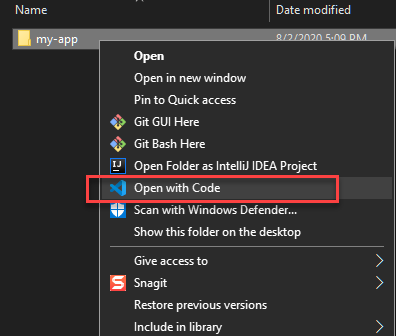 Name Date modified
my-app 8/2/2020 5:09 PM
Open
Open in new window
Pin to Quick access
Git GUI Here
Git Bash Here
IJ Open Folder as IntelliJ IDEA Project
Open with Code
Scan with Windows Defender...
Show this folder on the desktop
Give access to
S Snagit
Restore previous versions
Include in library